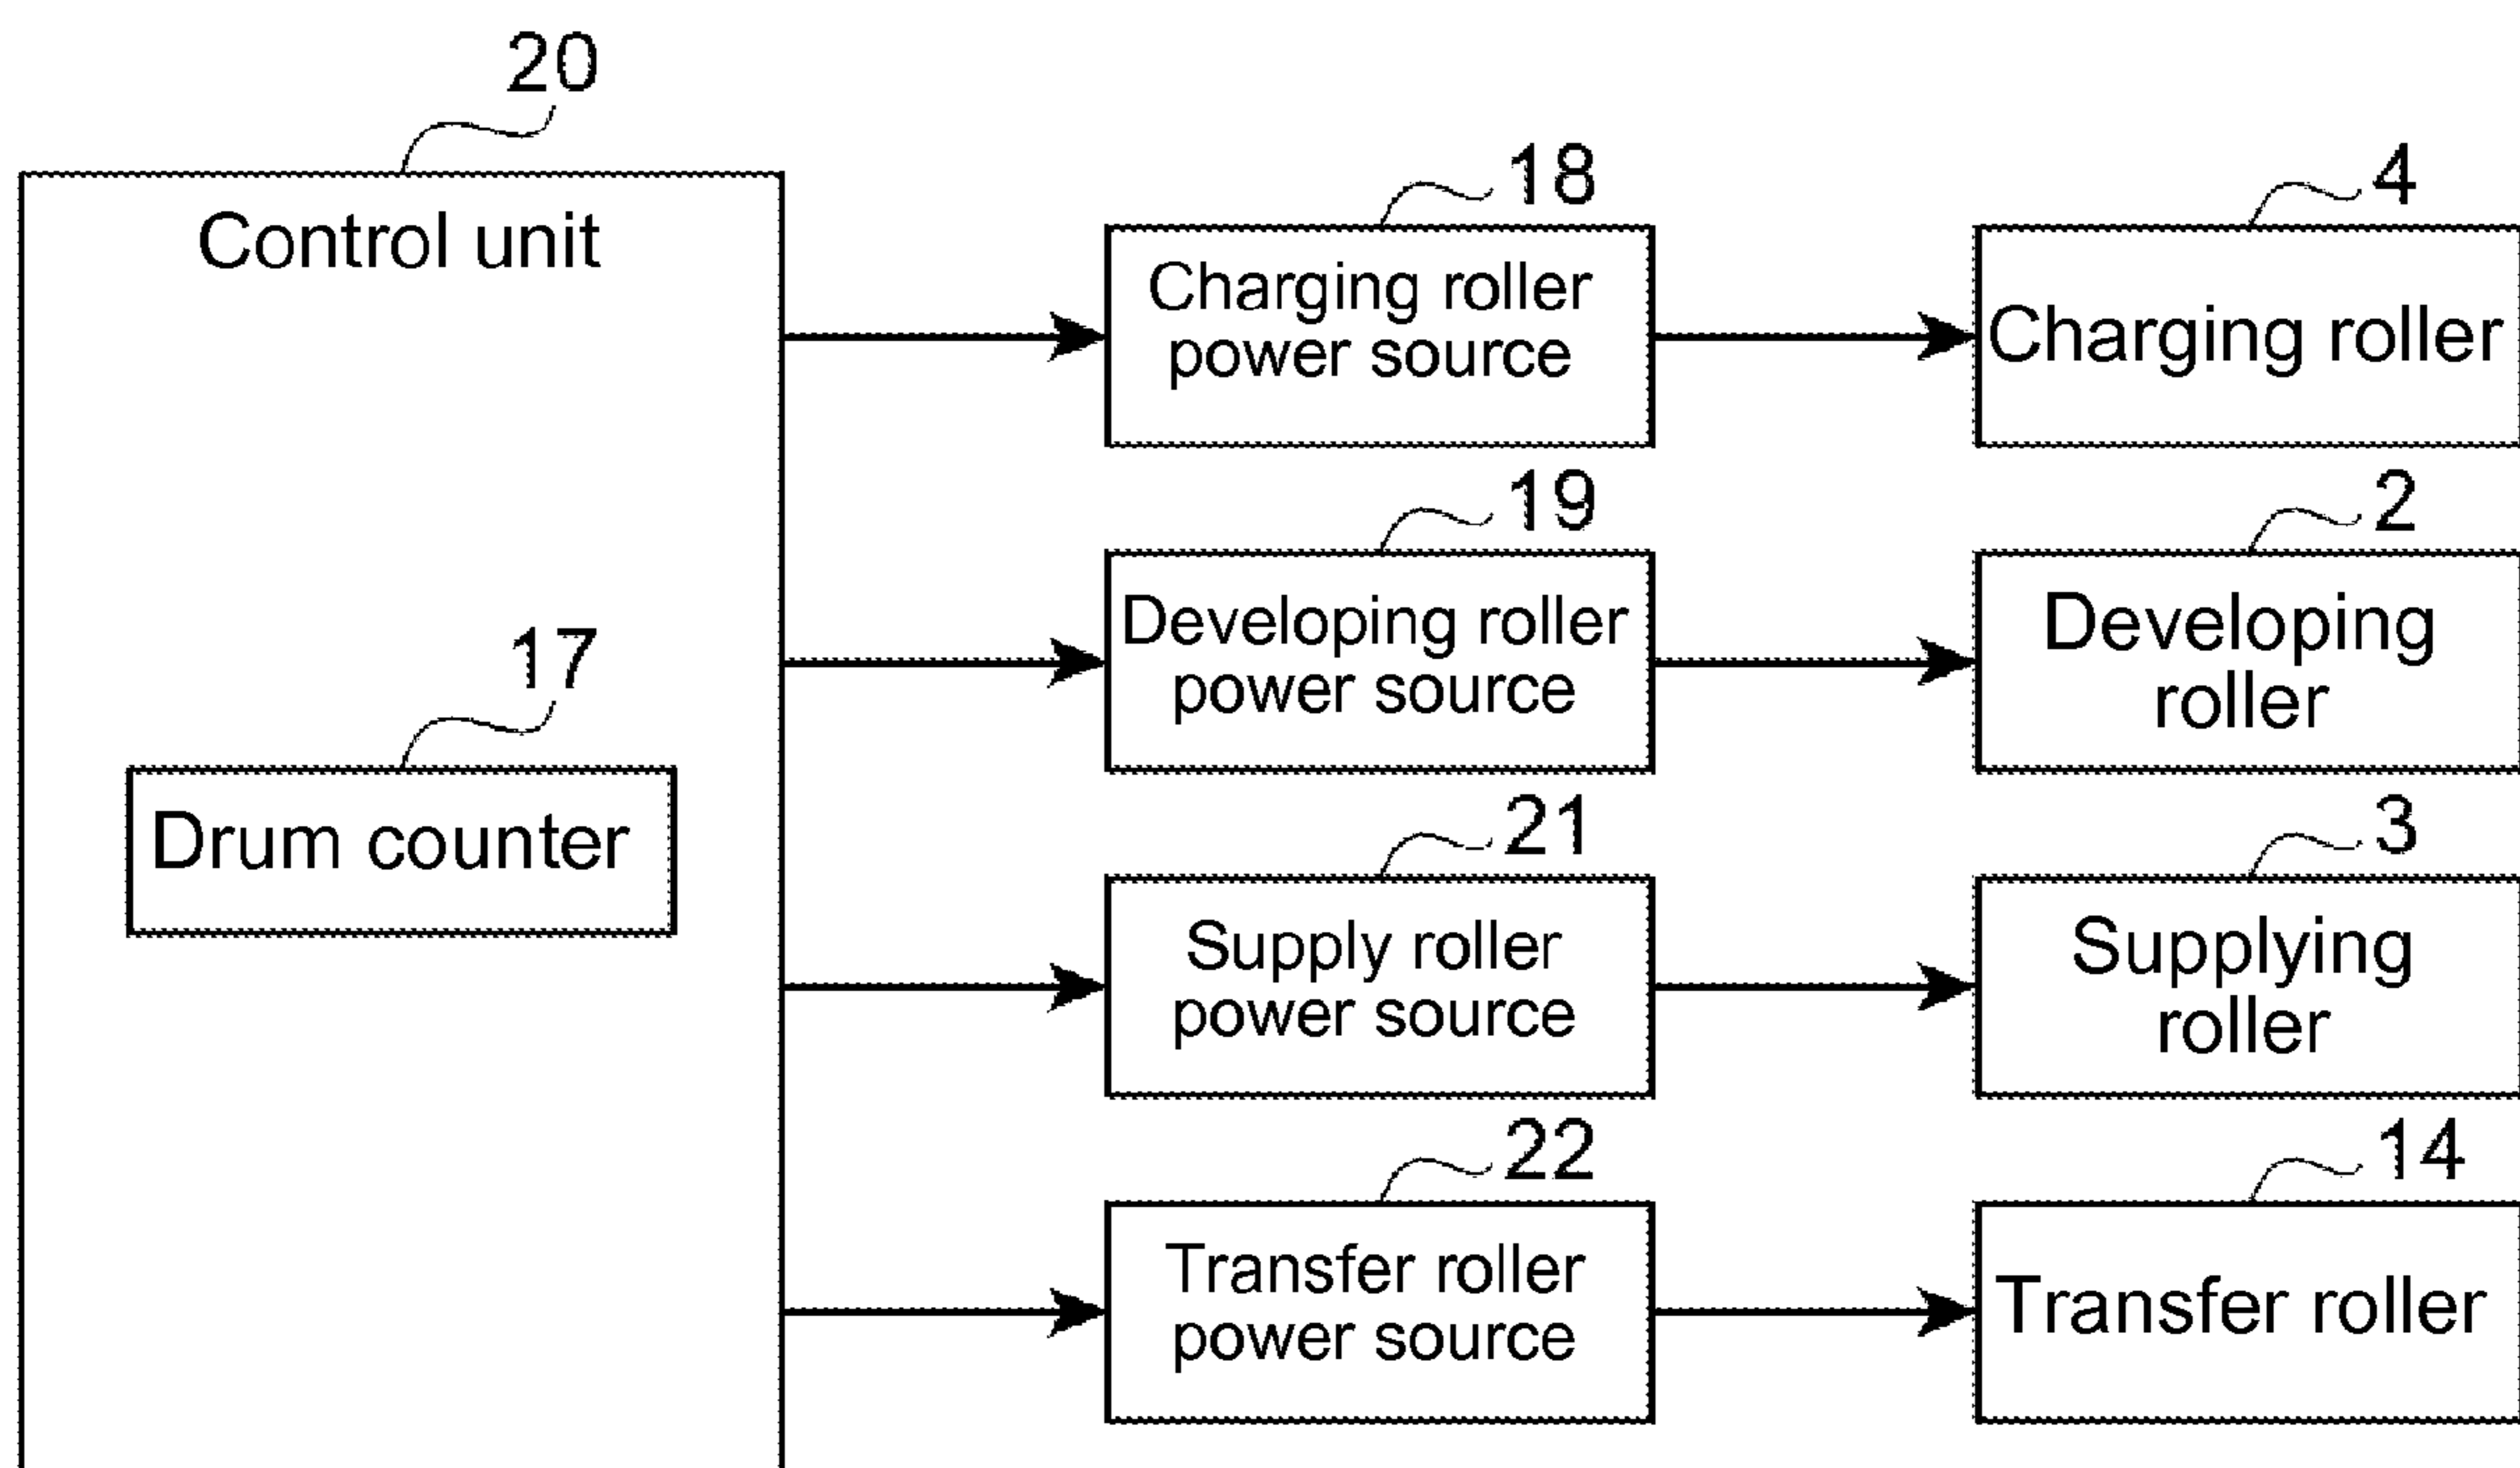 20
Control unit
18
Charging roller
power source
4
Charging roller
19
Developing roller
power source
2
Developing
roller
17
Drum counter
21
Supply roller
power source
3
Supplying
roller
22
Transfer roller
power source
14
Transfer roller